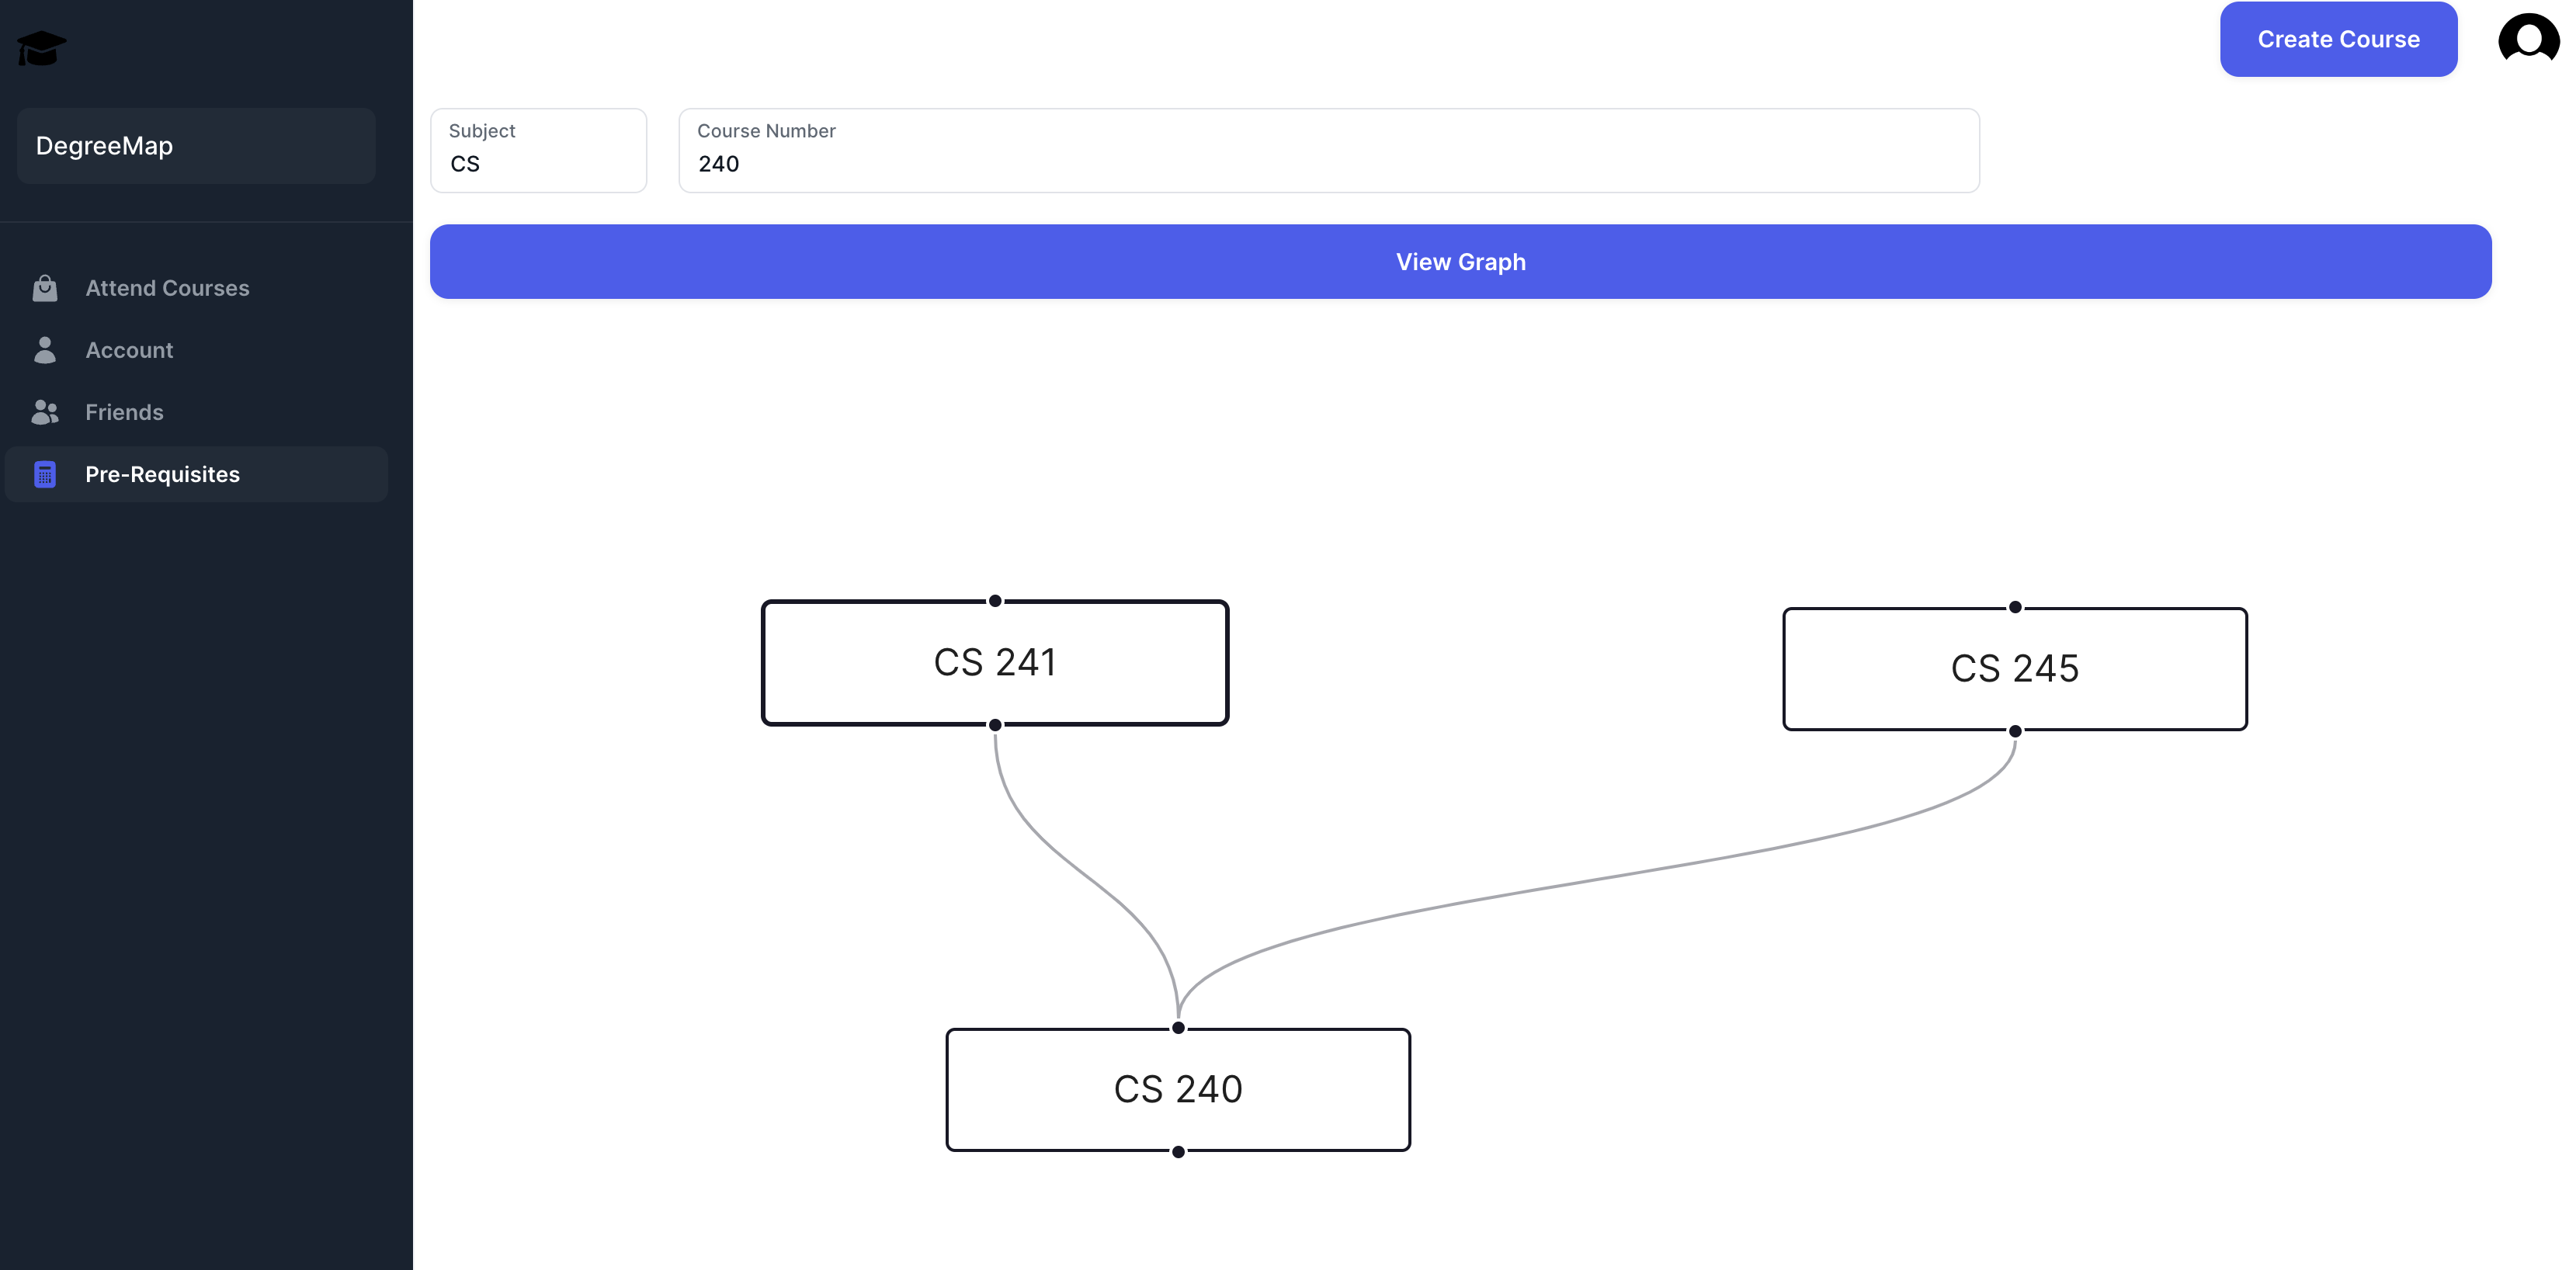 Create Course
DegreeMap
Subject
CS
Course Number
240
View Graph
Attend Courses
Account
Friends
Pre-Requisites
CS 241
CS 245
CS 240